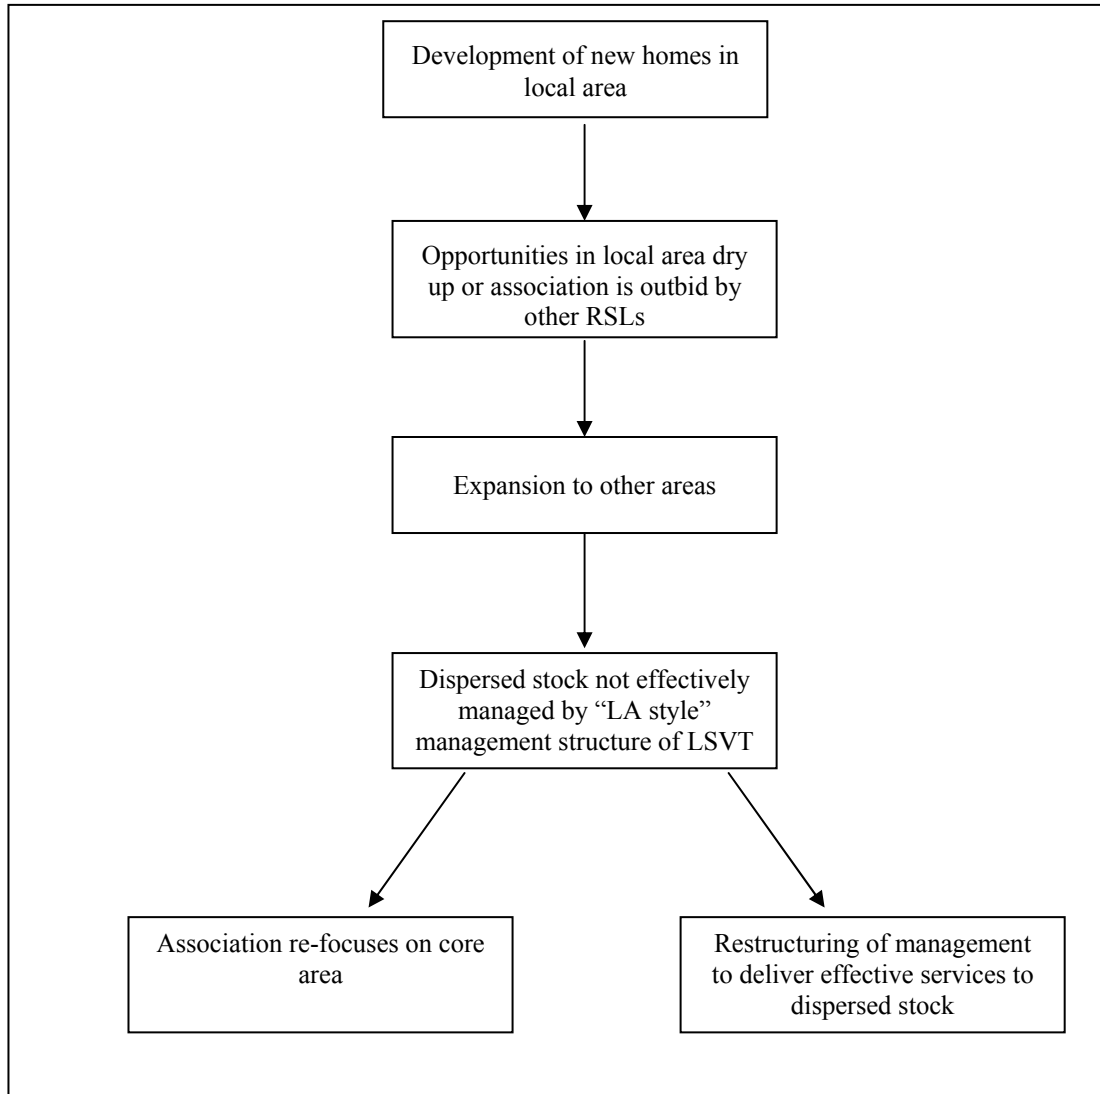 Development of new homes in
local area
Opportunities in local area dry
up or association is outbid by
other RSLs
Expansion to other areas
Dispersed stock not effectively
managed by “LA style”
management structure of LSVT
Association re-focuses on core
area
Restructuring of management
to deliver effective services to
dispersed stock